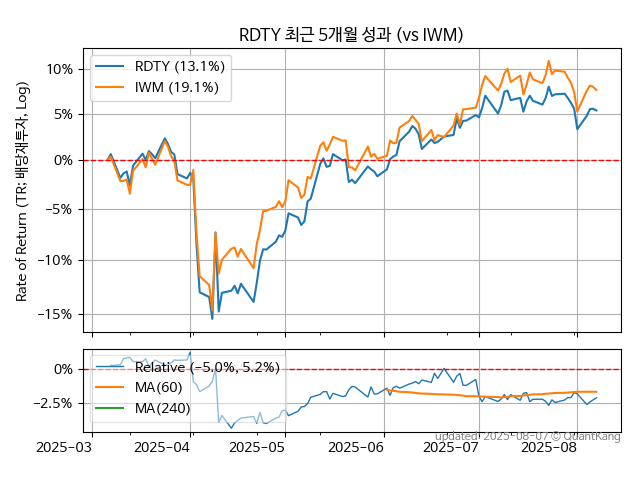 RDTY 최근 5개월 성과 (vs IWM)
RDTY (13.1%)
IWM (19.1%)
Rate of Return (TR: 배당재투자, Log)
10%
5%
0%
−5%
−10%
−15%
Relative (−5.0%, 5.2%)
MA(60)
MA(240)
0%
−2.5%
2025-03
2025-04
2025-05
2025-06
2025-07
2025-08
updated: 2025-08-07 © QuantKang